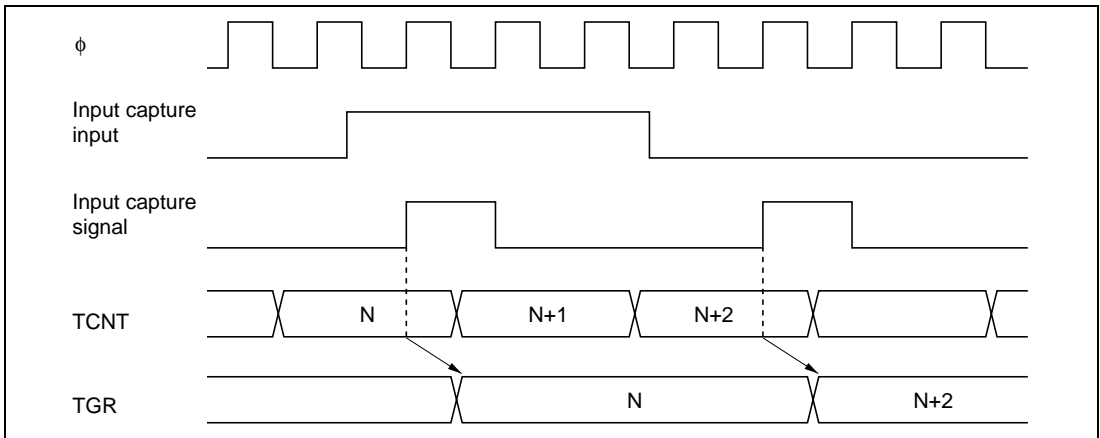 ϕ
Input capture
input
Input capture
signal
TCNT N N+1 N+2
TGR N N+2